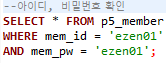 --아이디, 비밀번호 확인
SELECT * FROM p5_member
WHERE mem_id = 'ezen01'
AND mem_pw = 'ezen01';